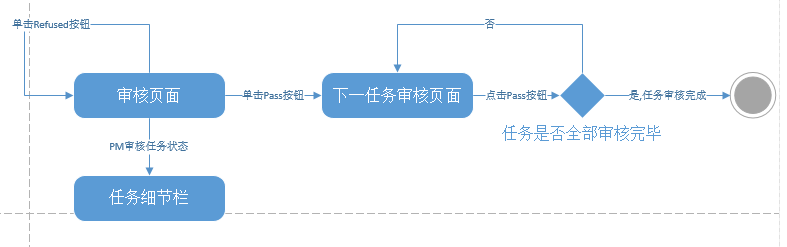 单击Refused按钮
否
审核页面
单击Pass按钮
下一任务审核页面
点击Pass按钮
是,任务审核完成
任务是否全部审核完毕
PM审核任务状态
任务细节栏